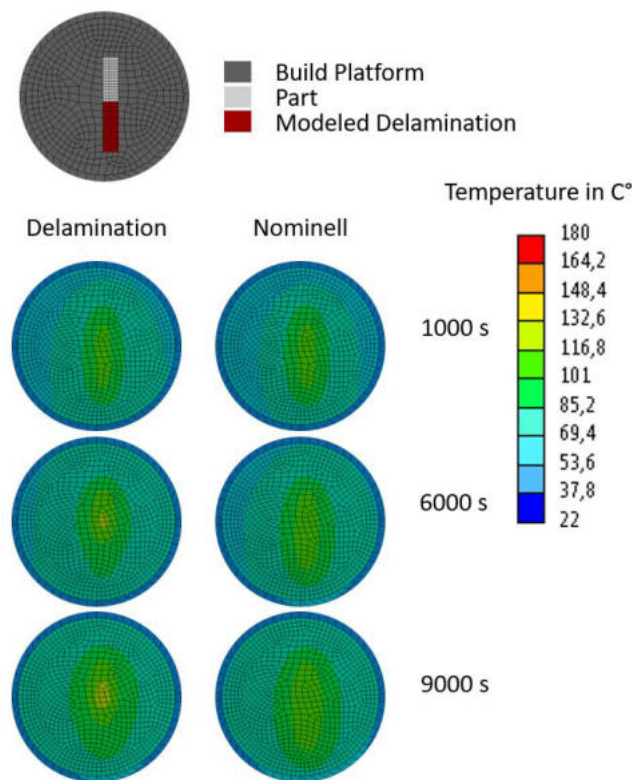 Build Platform
Part
Modeled Delamination
Temperature in C°
Delamination
Nominell
180
164,2
148,4
132,6
116,8
101
85,2
69,4
53,6
37,8
22
1000 s
6000 s
9000 s